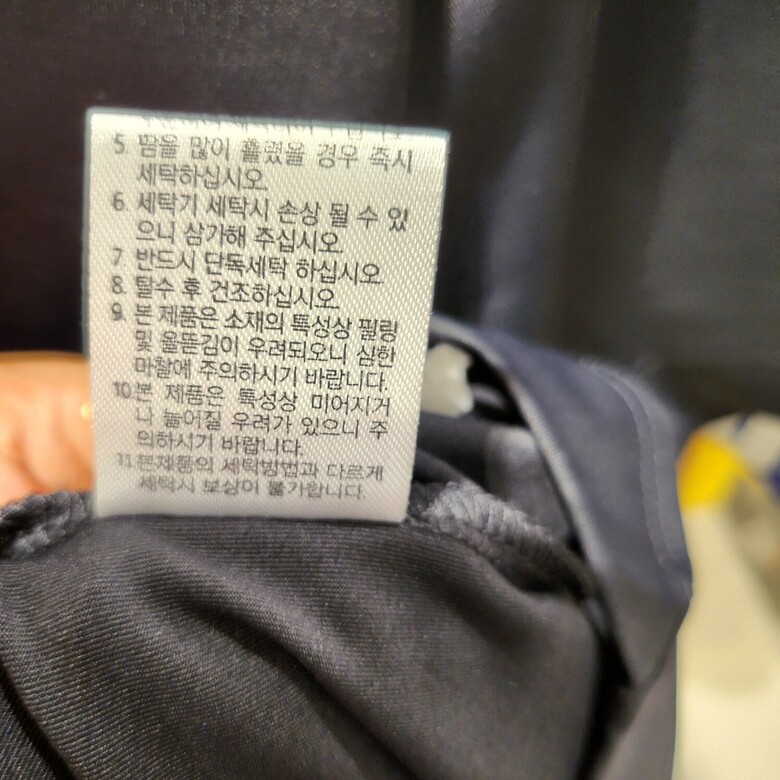 5. 땀을 많이 흘렸을 경우 즉시
세탁하십시오.
6. 세탁기 세탁시 손상 될 수 있
으니 삼가해 주십시오.
7. 반드시 단독세탁 하십시오.
8. 탈수 후 건조하십시오.
9. 본 제품은 소재의 특성상 필링
및 올뜯김이 우려되오니 심한
마찰에 주의하시기 바랍니다.
10.본 제품은 특성상 미어지거
나 늘어질 우려가 있으니 주
의하시기 바랍니다.
11.본제품의 세탁방법과 다르게
세탁시 보상이 불가합니다.